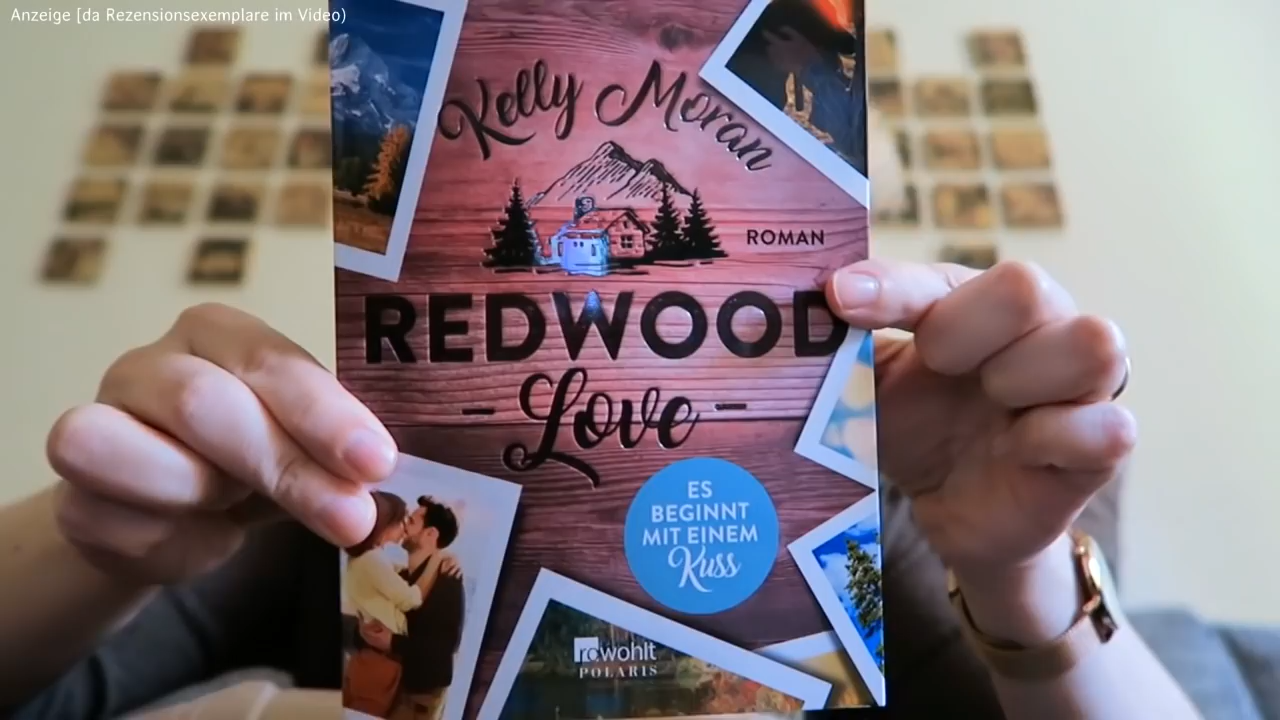 Anzeige [da Rezensionsexemplare im Video)
Kelly Moran
ROMAN
REDWOOD
- Love -
ES
BEGINNT
MIT EINEM
Kuss
rowohlt
POLARIS